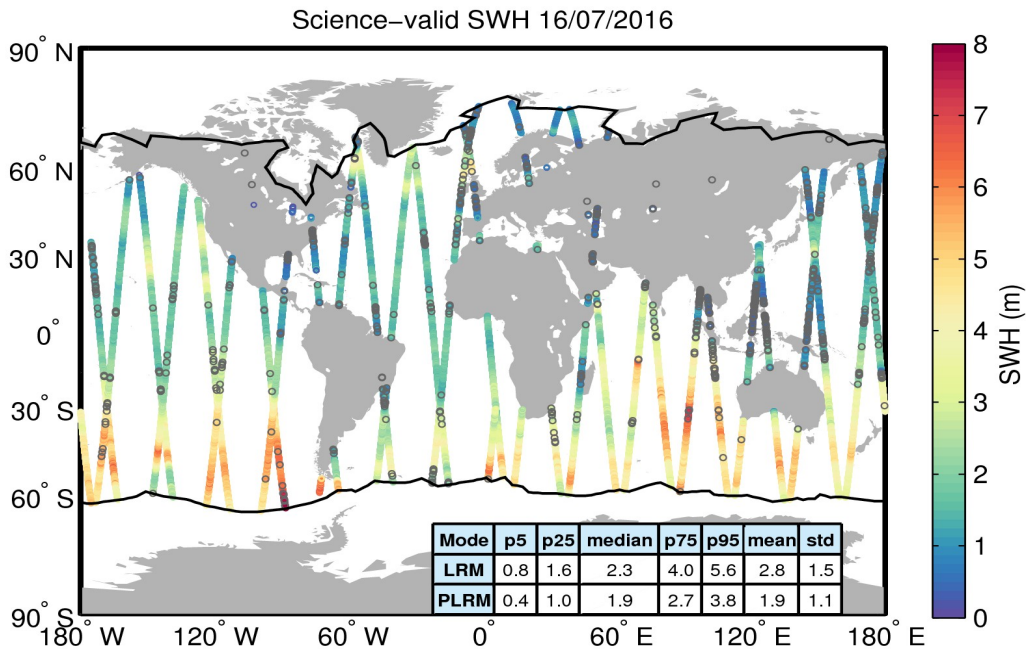 Science−valid SWH 16/07/2016
90° N
60° N
30° N
0°
30° S
60° S
90° S
180° W
120° W
60° W
0°
60° E
120° E
180° E
Mode p5 p25 median p75 p95 mean std
LRM 0.8 1.6 2.3 4.0 5.6 2.8 1.5
PLRM 0.4 1.0 1.9 2.7 3.8 1.9 1.1
8
7
6
5
4
3
2
1
0
SWH (m)